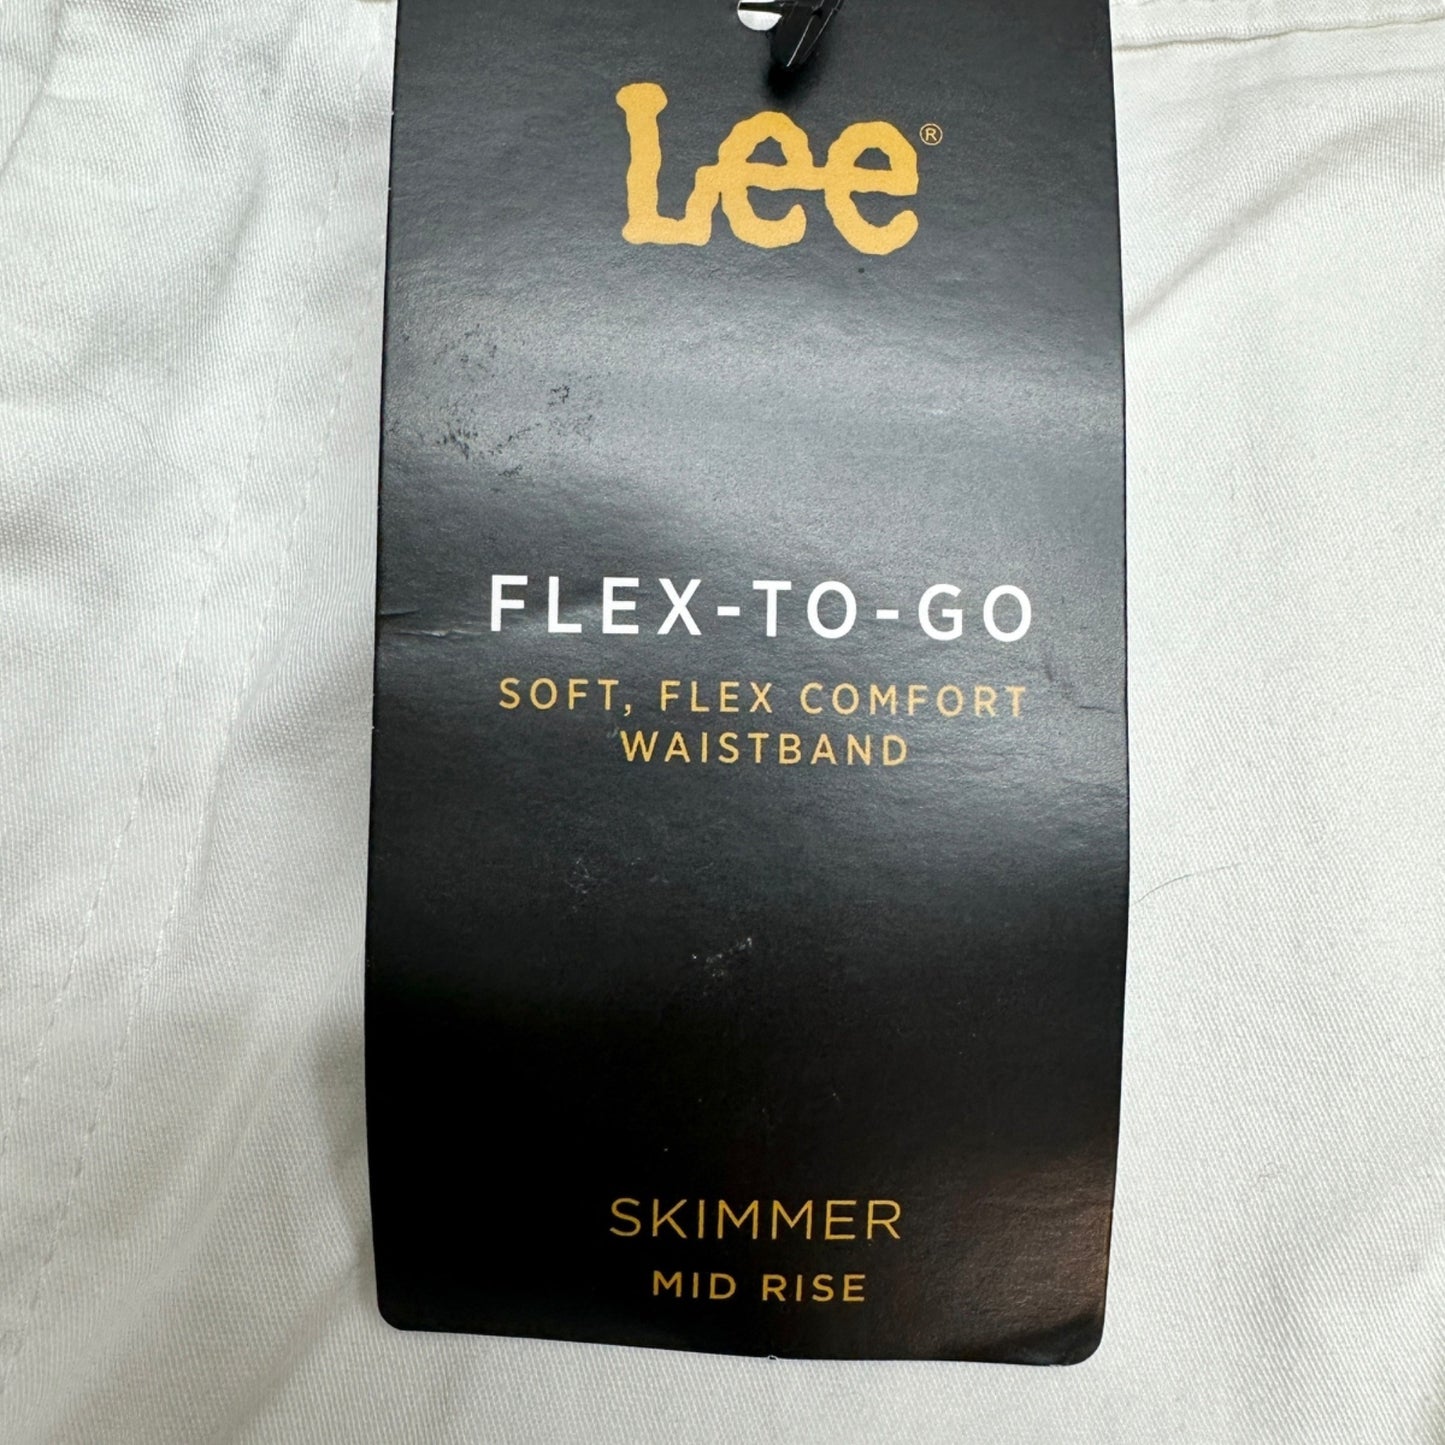 Lee®
FLEX-TO-GO
SOFT, FLEX COMFORT
WAISTBAND
SKIMMER
MID RISE